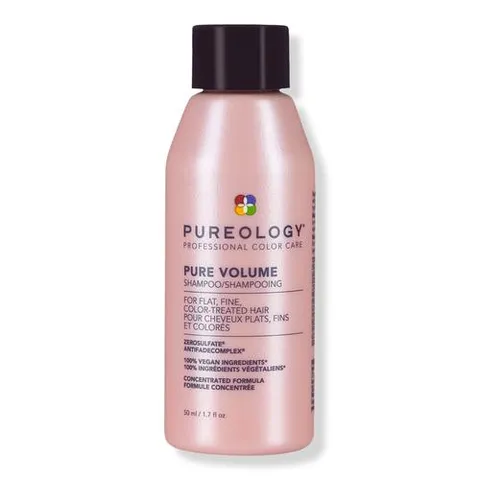 PUREOLOGY®
PROFESSIONAL COLOR CARE
PURE VOLUME
SHAMPOO/SHAMPOOING
FOR FLAT, FINE,
COLOR-TREATED HAIR
POUR CHEVEUX PLATS, FINS
ET COLORÉS
ZEROSULFATE®
ANTIFADECOMPLEX®
100% VEGAN INGREDIENTS*
100% INGRÉDIENTS VÉGÉTALIENS*
CONCENTRATED FORMULA
FORMULE CONCENTRÉE
50 ml / 1.7 fl oz